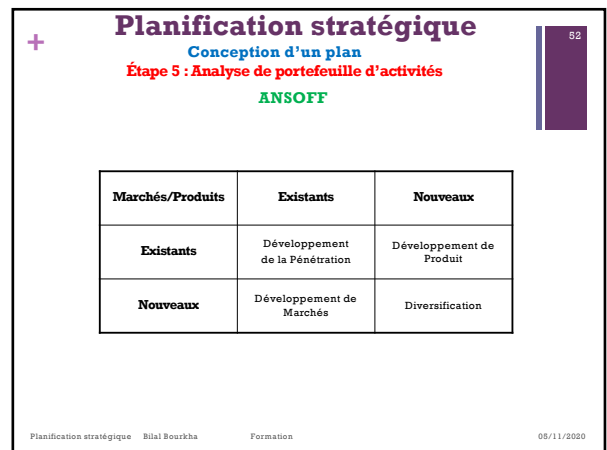 +
Planification stratégique
52
Conception d'un plan
Étape 5 : Analyse de portefeuille d'activités
ANSOFF
Marchés/Produits Existants Nouveaux
Existants Développement de la Pénétration Développement de Produit
Nouveaux Développement de Marchés Diversification
Planification stratégique Bilal Bourkha Formation 05/11/2020